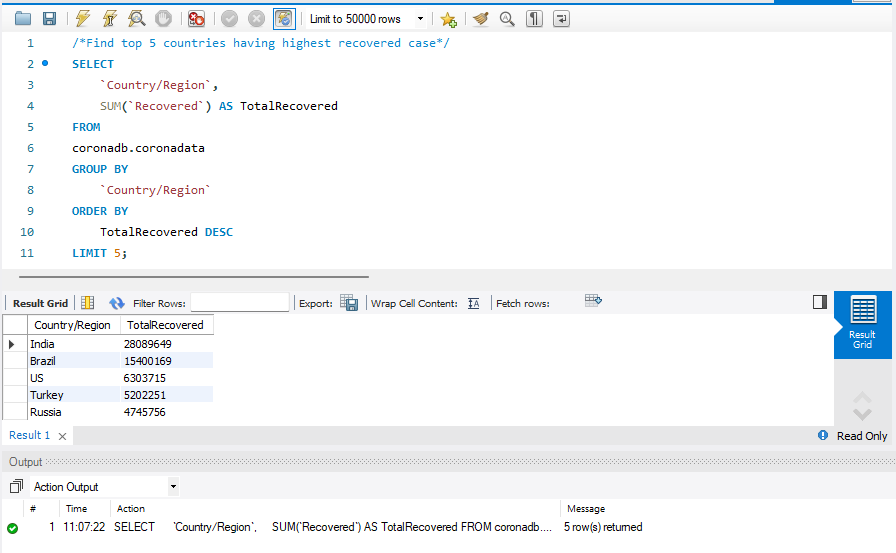 Limit to 50000 rows
1 /*Find top 5 countries having highest recovered case*/
2 SELECT
3 `Country/Region`,
4 SUM(`Recovered`) AS TotalRecovered
5 FROM
6 coronadb.coronadata
7 GROUP BY
8 `Country/Region`
9 ORDER BY
10 TotalRecovered DESC
11 LIMIT 5;
Result Grid Filter Rows: Export: Wrap Cell Content: Fetch rows:
Country/Region TotalRecovered
India 28089649
Brazil 15400169
US 6303715
Turkey 5202251
Russia 4745756
Result
Grid
Result 1 Read Only
Output
Action Output
# Time Action Message
1 11:07:22 SELECT `Country/Region`, SUM(`Recovered`) AS TotalRecovered FROM coronadb.... 5 row(s) returned